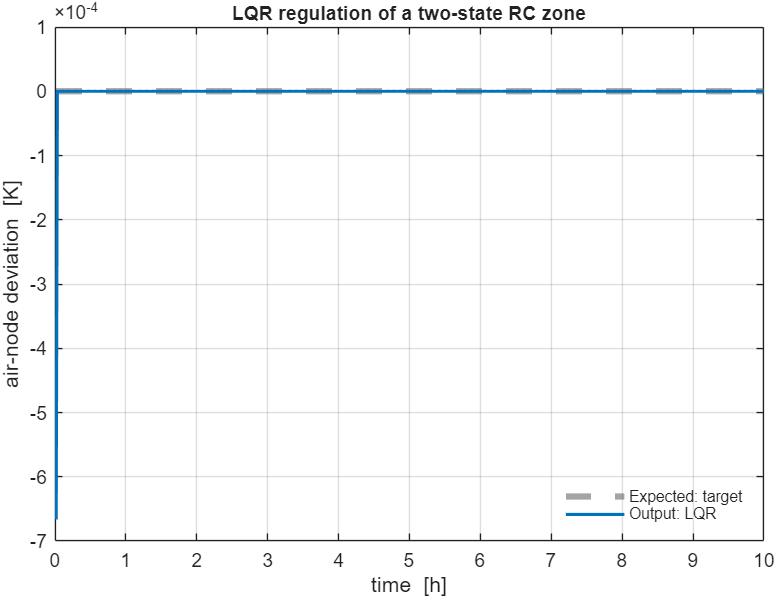 LQR regulation of a two-state RC zone
×10⁻⁴
1
0
-1
-2
-3
-4
-5
-6
-7
air-node deviation [K]
Expected: target
Output: LQR
0 1 2 3 4 5 6 7 8 9 10
time [h]